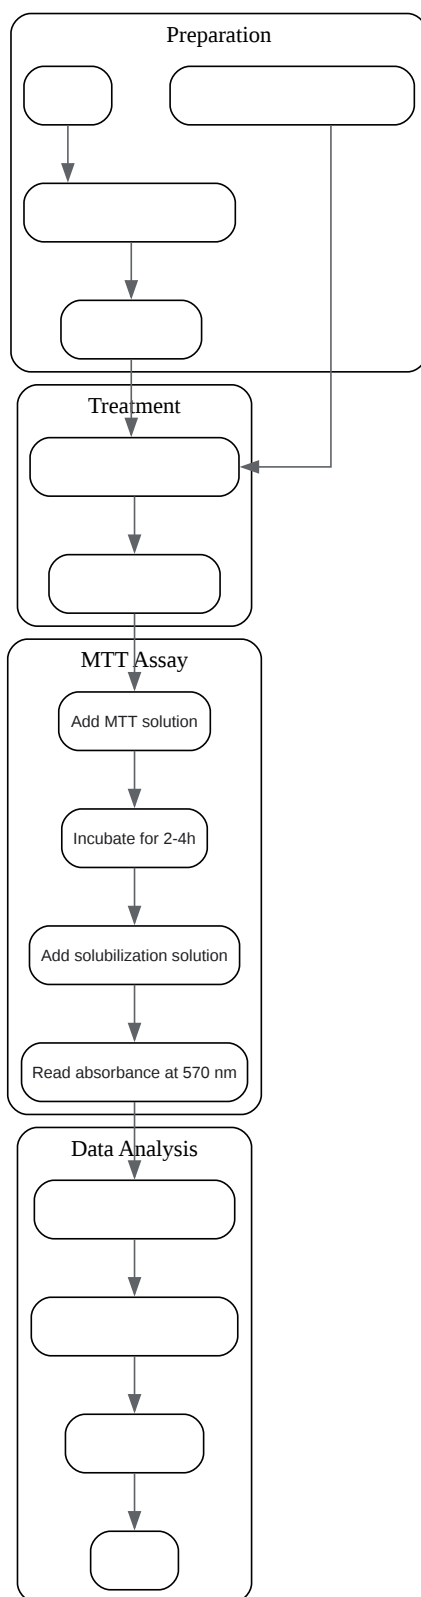 Preparation
Treatment
MTT Assay
Add MTT solution
Incubate for 2-4h
Add solubilization solution
Read absorbance at 570 nm
Data Analysis